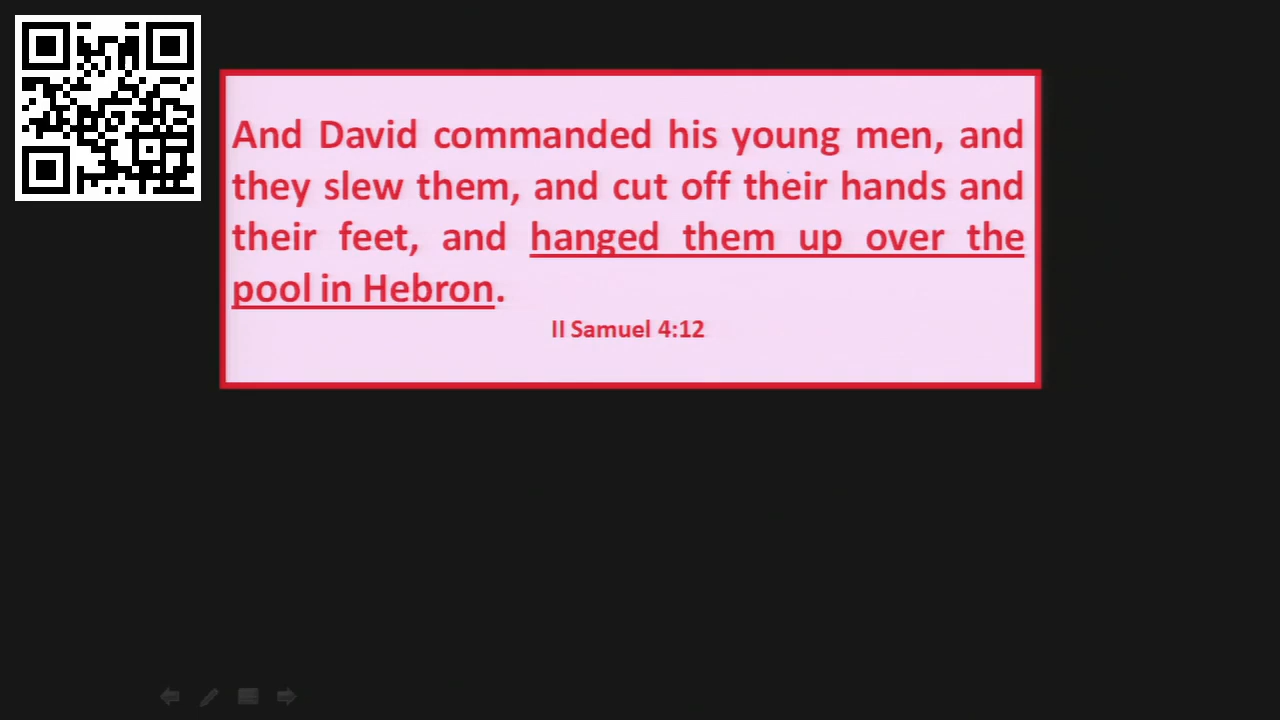 And David commanded his young men, and
they slew them, and cut off their hands and
their feet, and hanged them up over the
pool in Hebron.
II Samuel 4:12